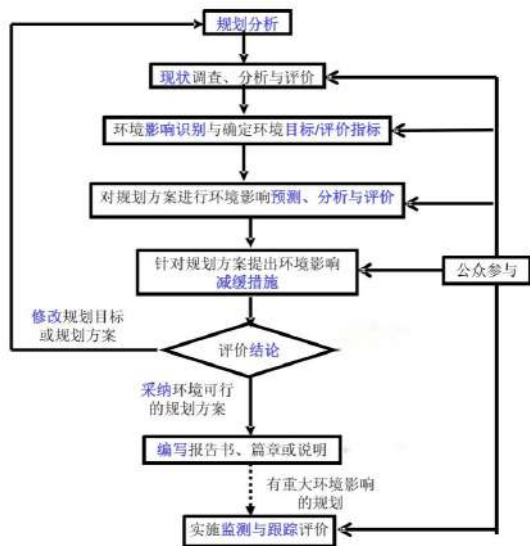 规划分析
现状调查、分析与评价
环境影响识别与确定环境目标/评价指标
对规划方案进行环境影响预测、分析与评价
针对规划方案提出环境影响
减缓措施
公众参与
修改规划目标
或规划方案
评价结论
采纳环境可行
的规划方案
编写报告书、篇章或说明
有重大环境影响
的规划
实施监测与跟踪评价